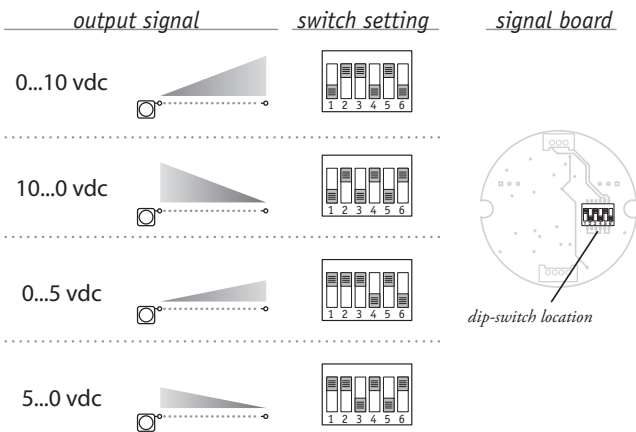 output signal switch setting signal board
0...10 vdc
1 2 3 4 5 6
10...0 vdc
1 2 3 4 5 6
0...5 vdc
1 2 3 4 5 6
dip-switch location
5...0 vdc
1 2 3 4 5 6